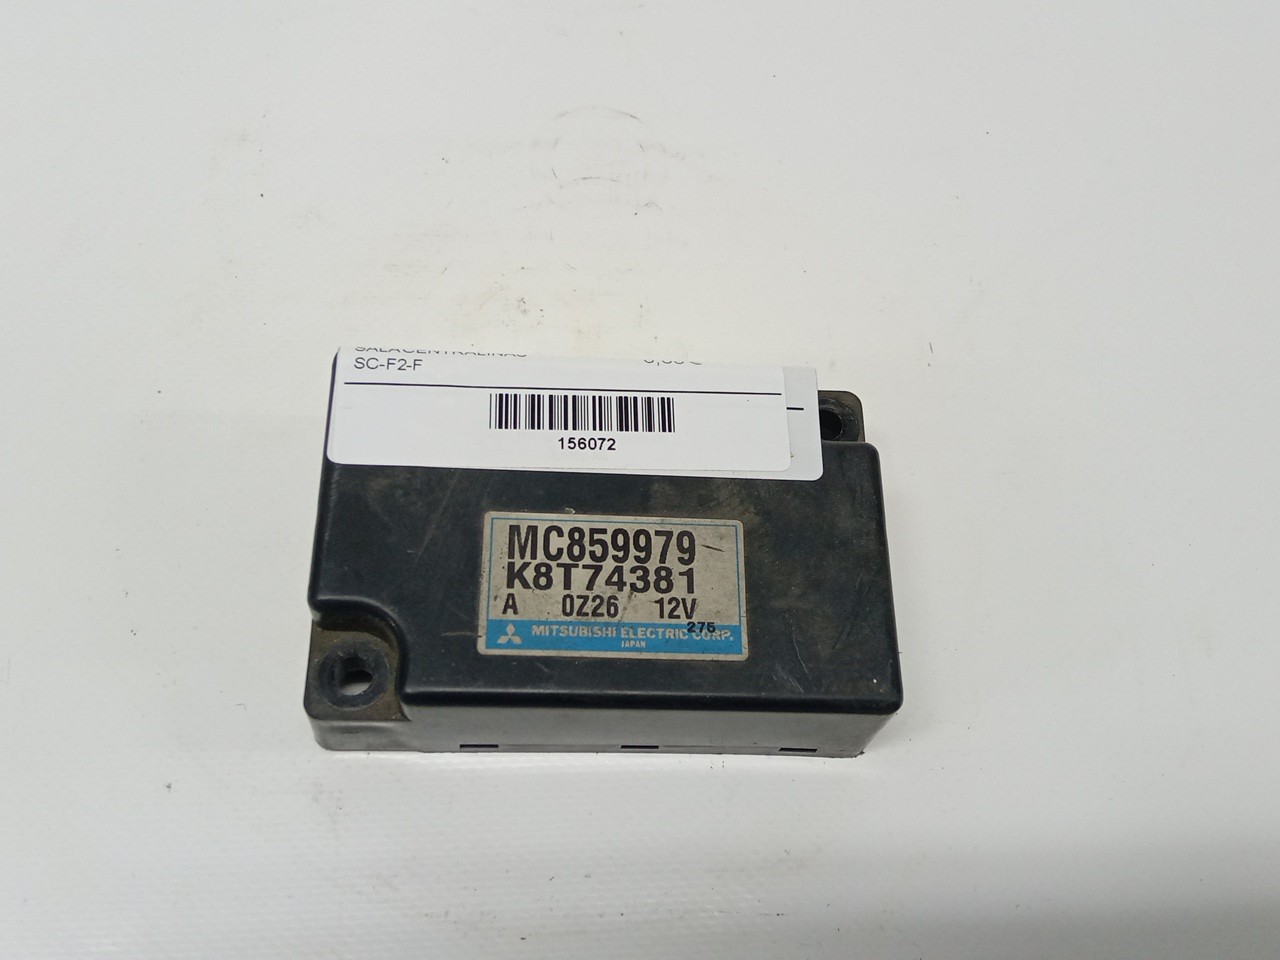 SC-F2-F
156072
MC859979
K8T74381
A 0Z26 12V
275
MITSUBISHI ELECTRIC CORP.
JAPAN